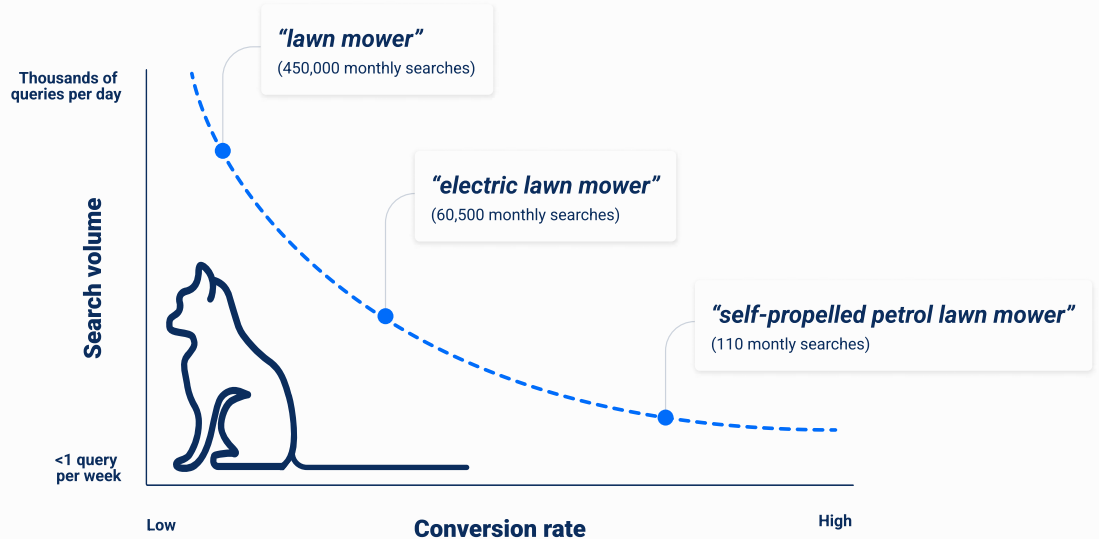 “lawn mower”
(450,000 monthly searches)
Thousands of
queries per day
“electric lawn mower”
(60,500 monthly searches)
Search volume
“self-propelled petrol lawn mower”
(110 montly searches)
<1 query
per week
Low
Conversion rate
High